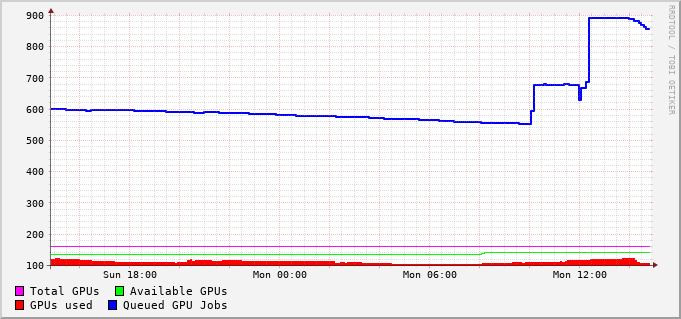 RRDTOOL / TOBI OETIKER
900
800
700
600
500
400
300
200
100
Sun 18:00 Mon 00:00 Mon 06:00 Mon 12:00
Total GPUs Available GPUs
GPUs used Queued GPU Jobs